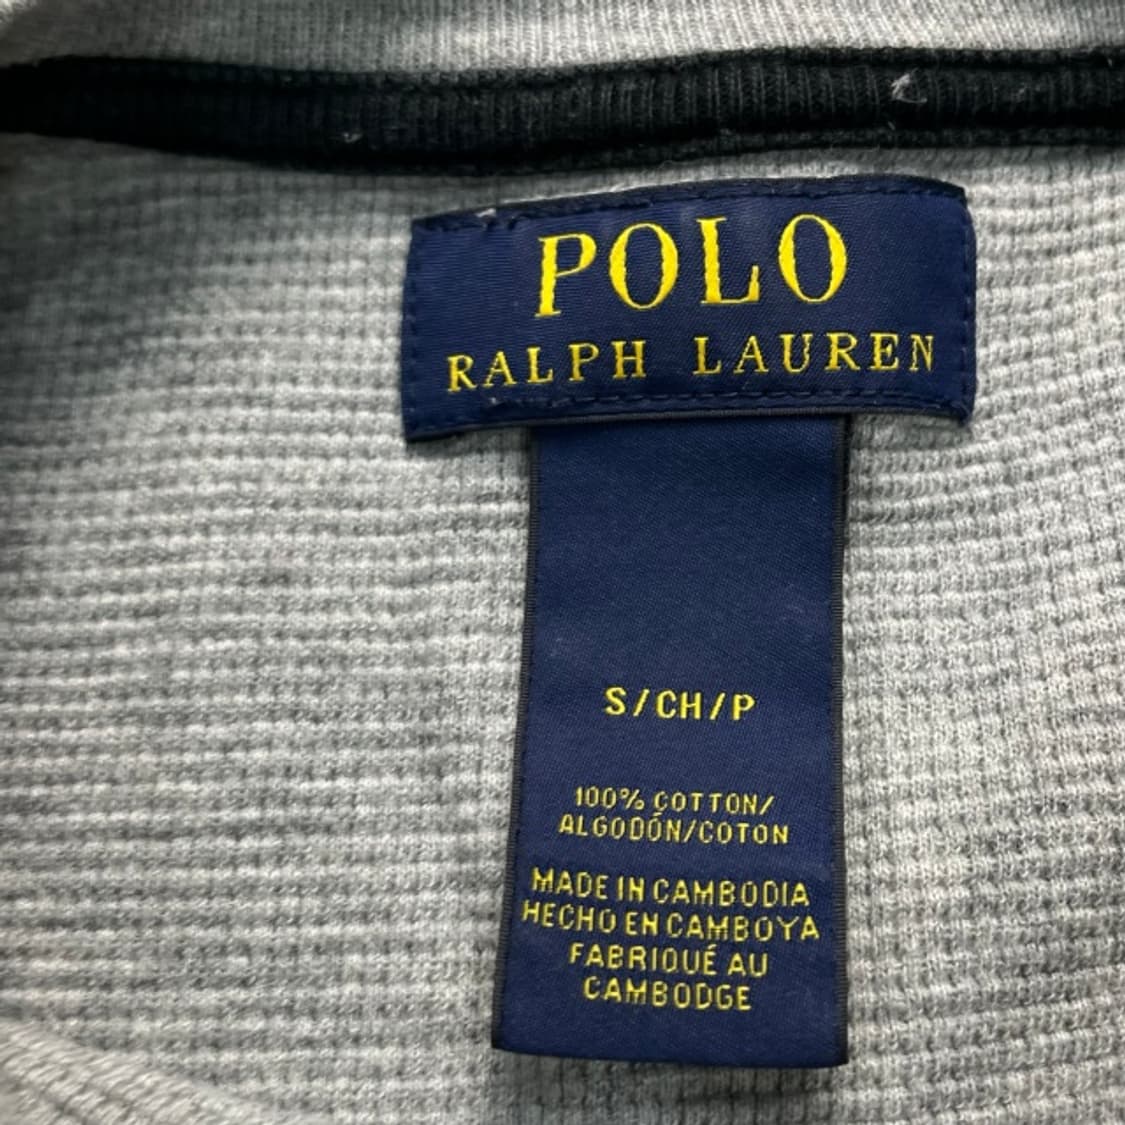 POLO
RALPH LAUREN
S/CH/P
100% COTTON/
ALGODÓN/COTON
MADE IN CAMBODIA
HECHO EN CAMBOYA
FABRIQUÉ AU
CAMBODGE